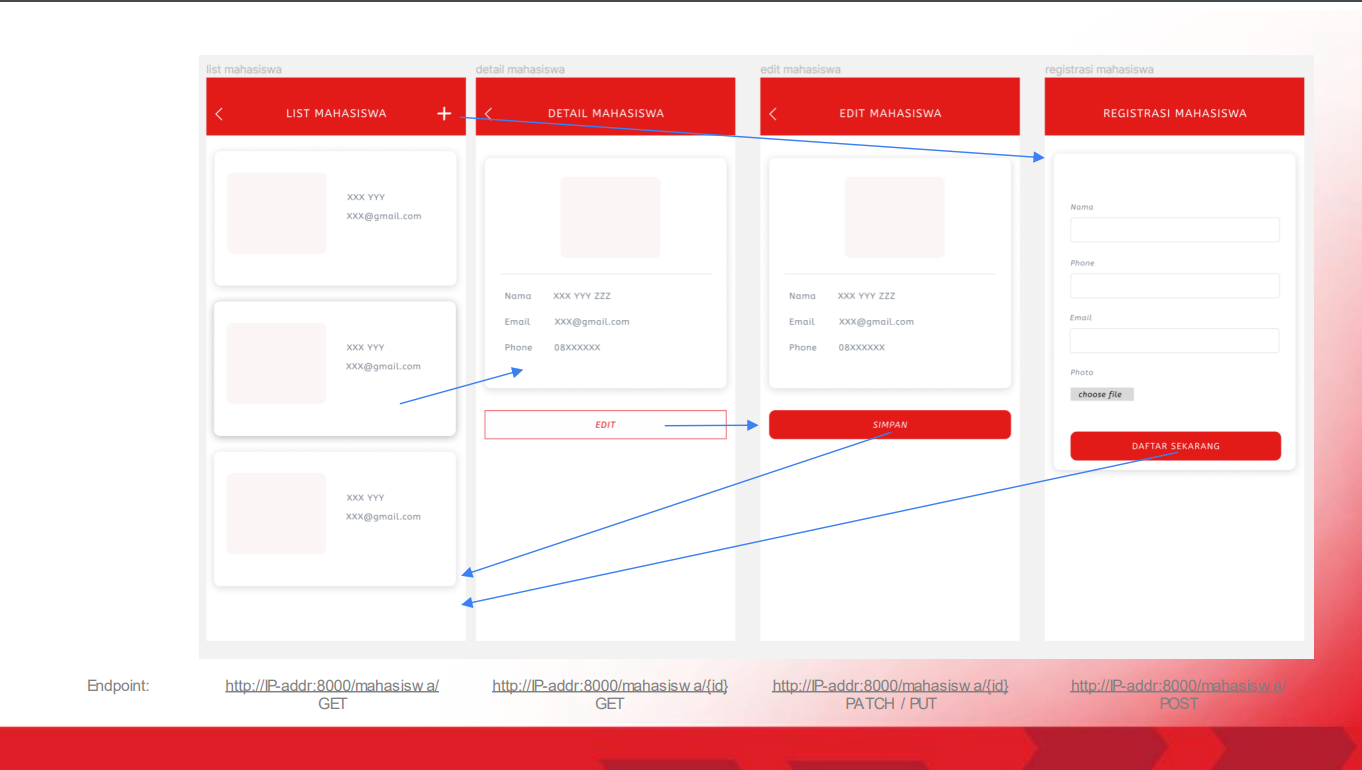 list mahasiswa
LIST MAHASISWA
XXX YYY
XXX@gmail.com
XXX YYY
XXX@gmail.com
XXX YYY
XXX@gmail.com
detail mahasiswa
DETAIL MAHASISWA
Nama XXX YYY ZZZ
Email XXX@gmail.com
Phone 08XXXXXX
EDIT
edit mahasiswa
EDIT MAHASISWA
Nama XXX YYY ZZZ
Email XXX@gmail.com
Phone 08XXXXXX
SIMPAN
registrasi mahasiswa
REGISTRASI MAHASISWA
Nama
Phone
Email
Photo
choose file
DAFTAR SEKARANG
Endpoint:
http://IP-addr:8000/mahasiswa/
GET
http://IP-addr:8000/mahasiswa/{id}
GET
http://IP-addr:8000/mahasiswa/{id}
PATCH / PUT
http://IP-addr:8000/mahasiswa/
POST